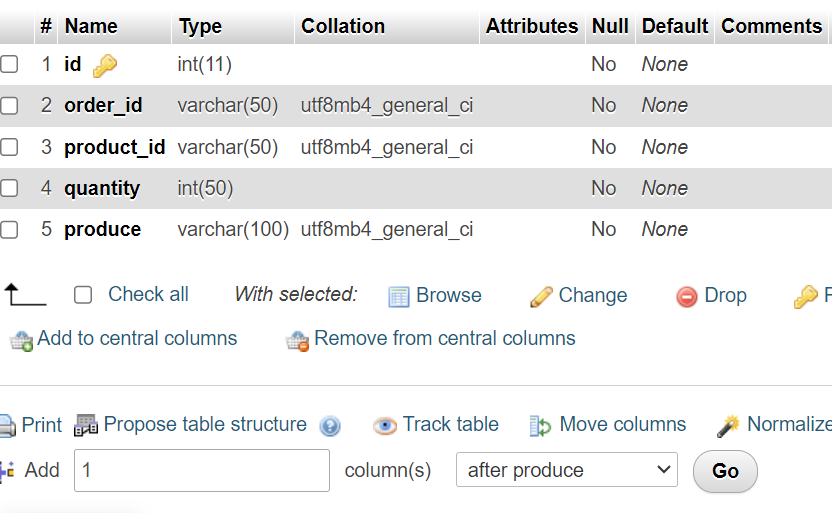 # Name Type Collation Attributes Null Default Comments
1 id int(11) No None
2 order_id varchar(50) utf8mb4_general_ci No None
3 product_id varchar(50) utf8mb4_general_ci No None
4 quantity int(50) No None
5 produce varchar(100) utf8mb4_general_ci No None
Check all With selected: Browse Change Drop
Add to central columns Remove from central columns
Print Propose table structure Track table Move columns Normalize
Add 1 column(s) after produce Go